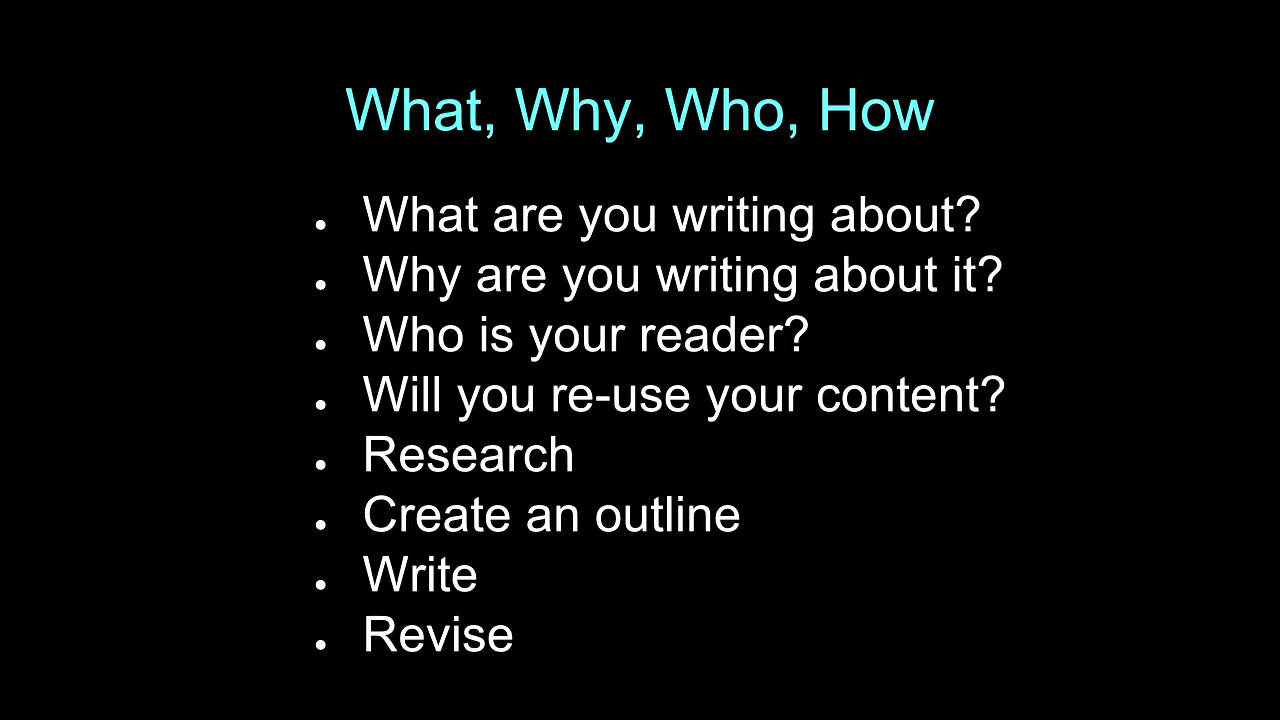 What, Why, Who, How
• What are you writing about?
• Why are you writing about it?
• Who is your reader?
• Will you re-use your content?
• Research
• Create an outline
• Write
• Revise